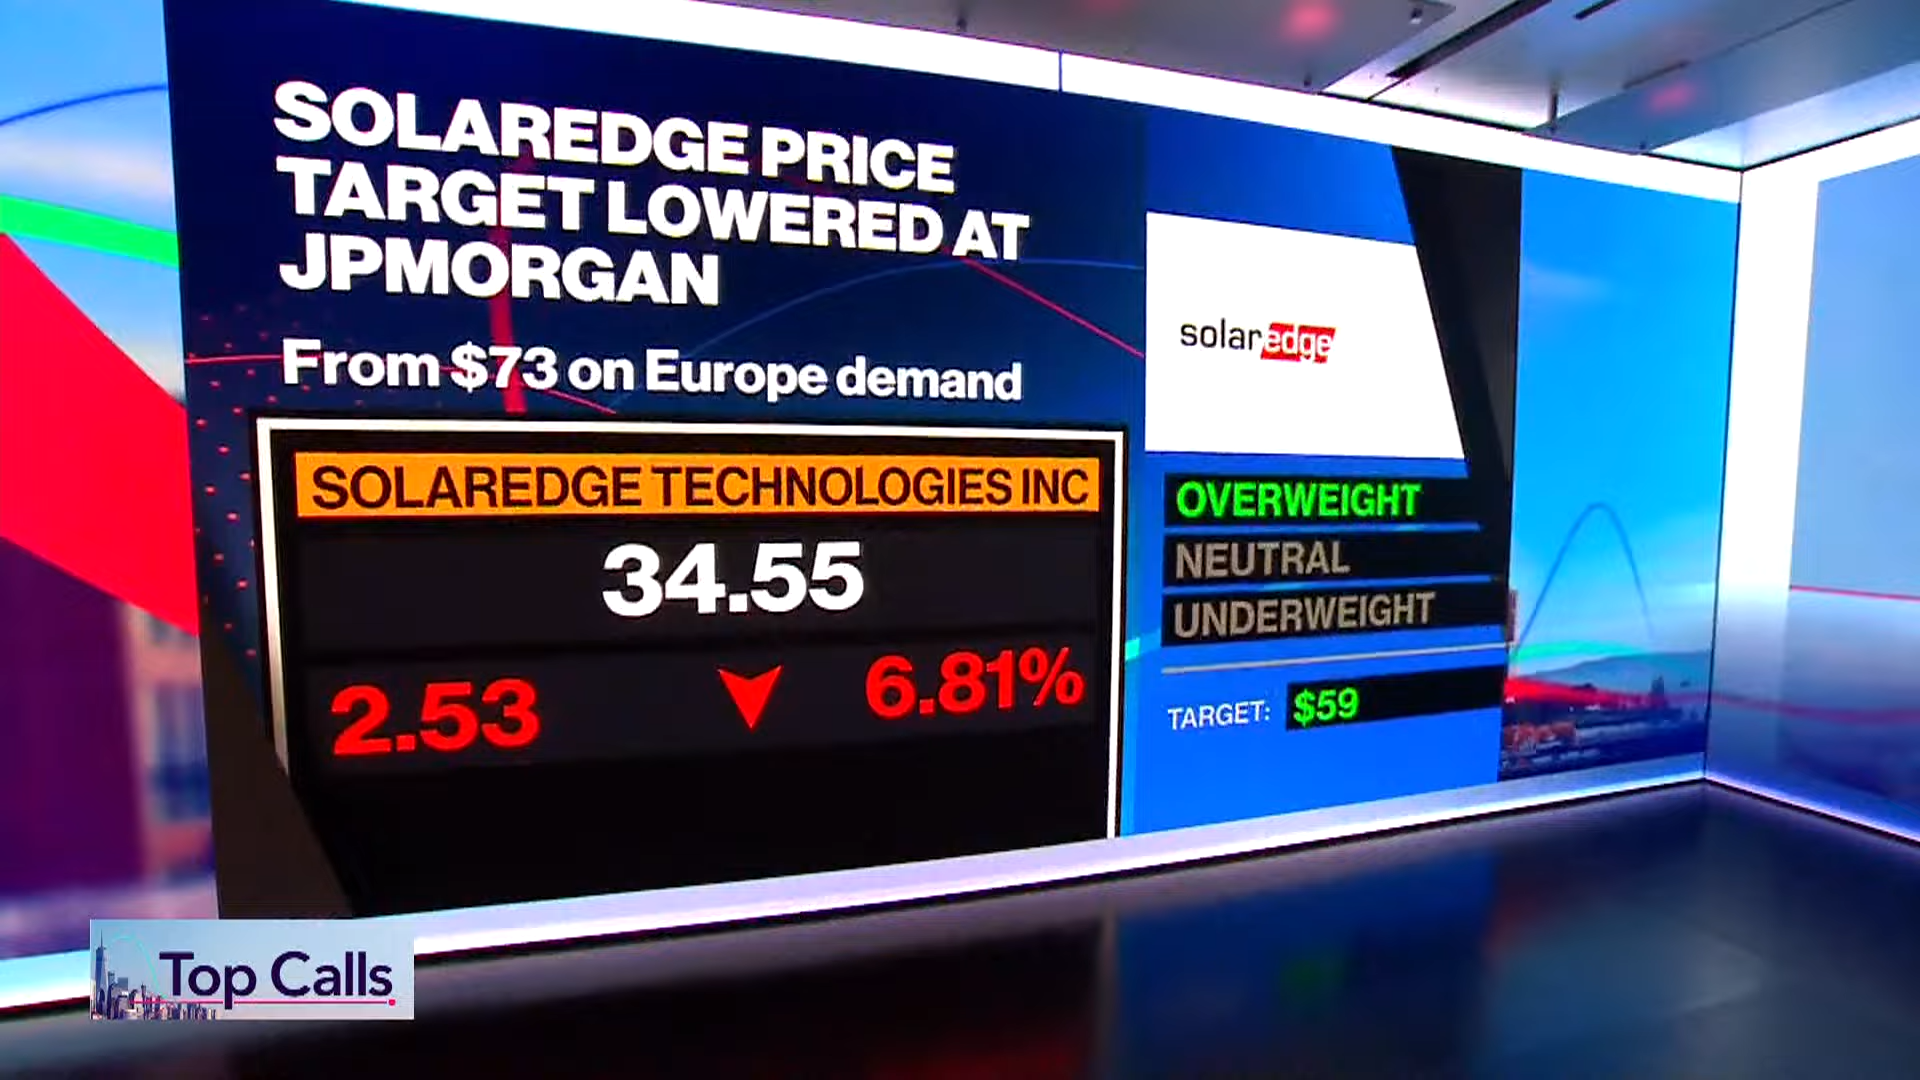 SOLAREDGE PRICE
TARGET LOWERED AT
JPMORGAN
From $73 on Europe demand
SOLAREDGE TECHNOLOGIES INC
34.55
2.53 6.81%
solaredge
OVERWEIGHT
NEUTRAL
UNDERWEIGHT
TARGET: $59
Top Calls